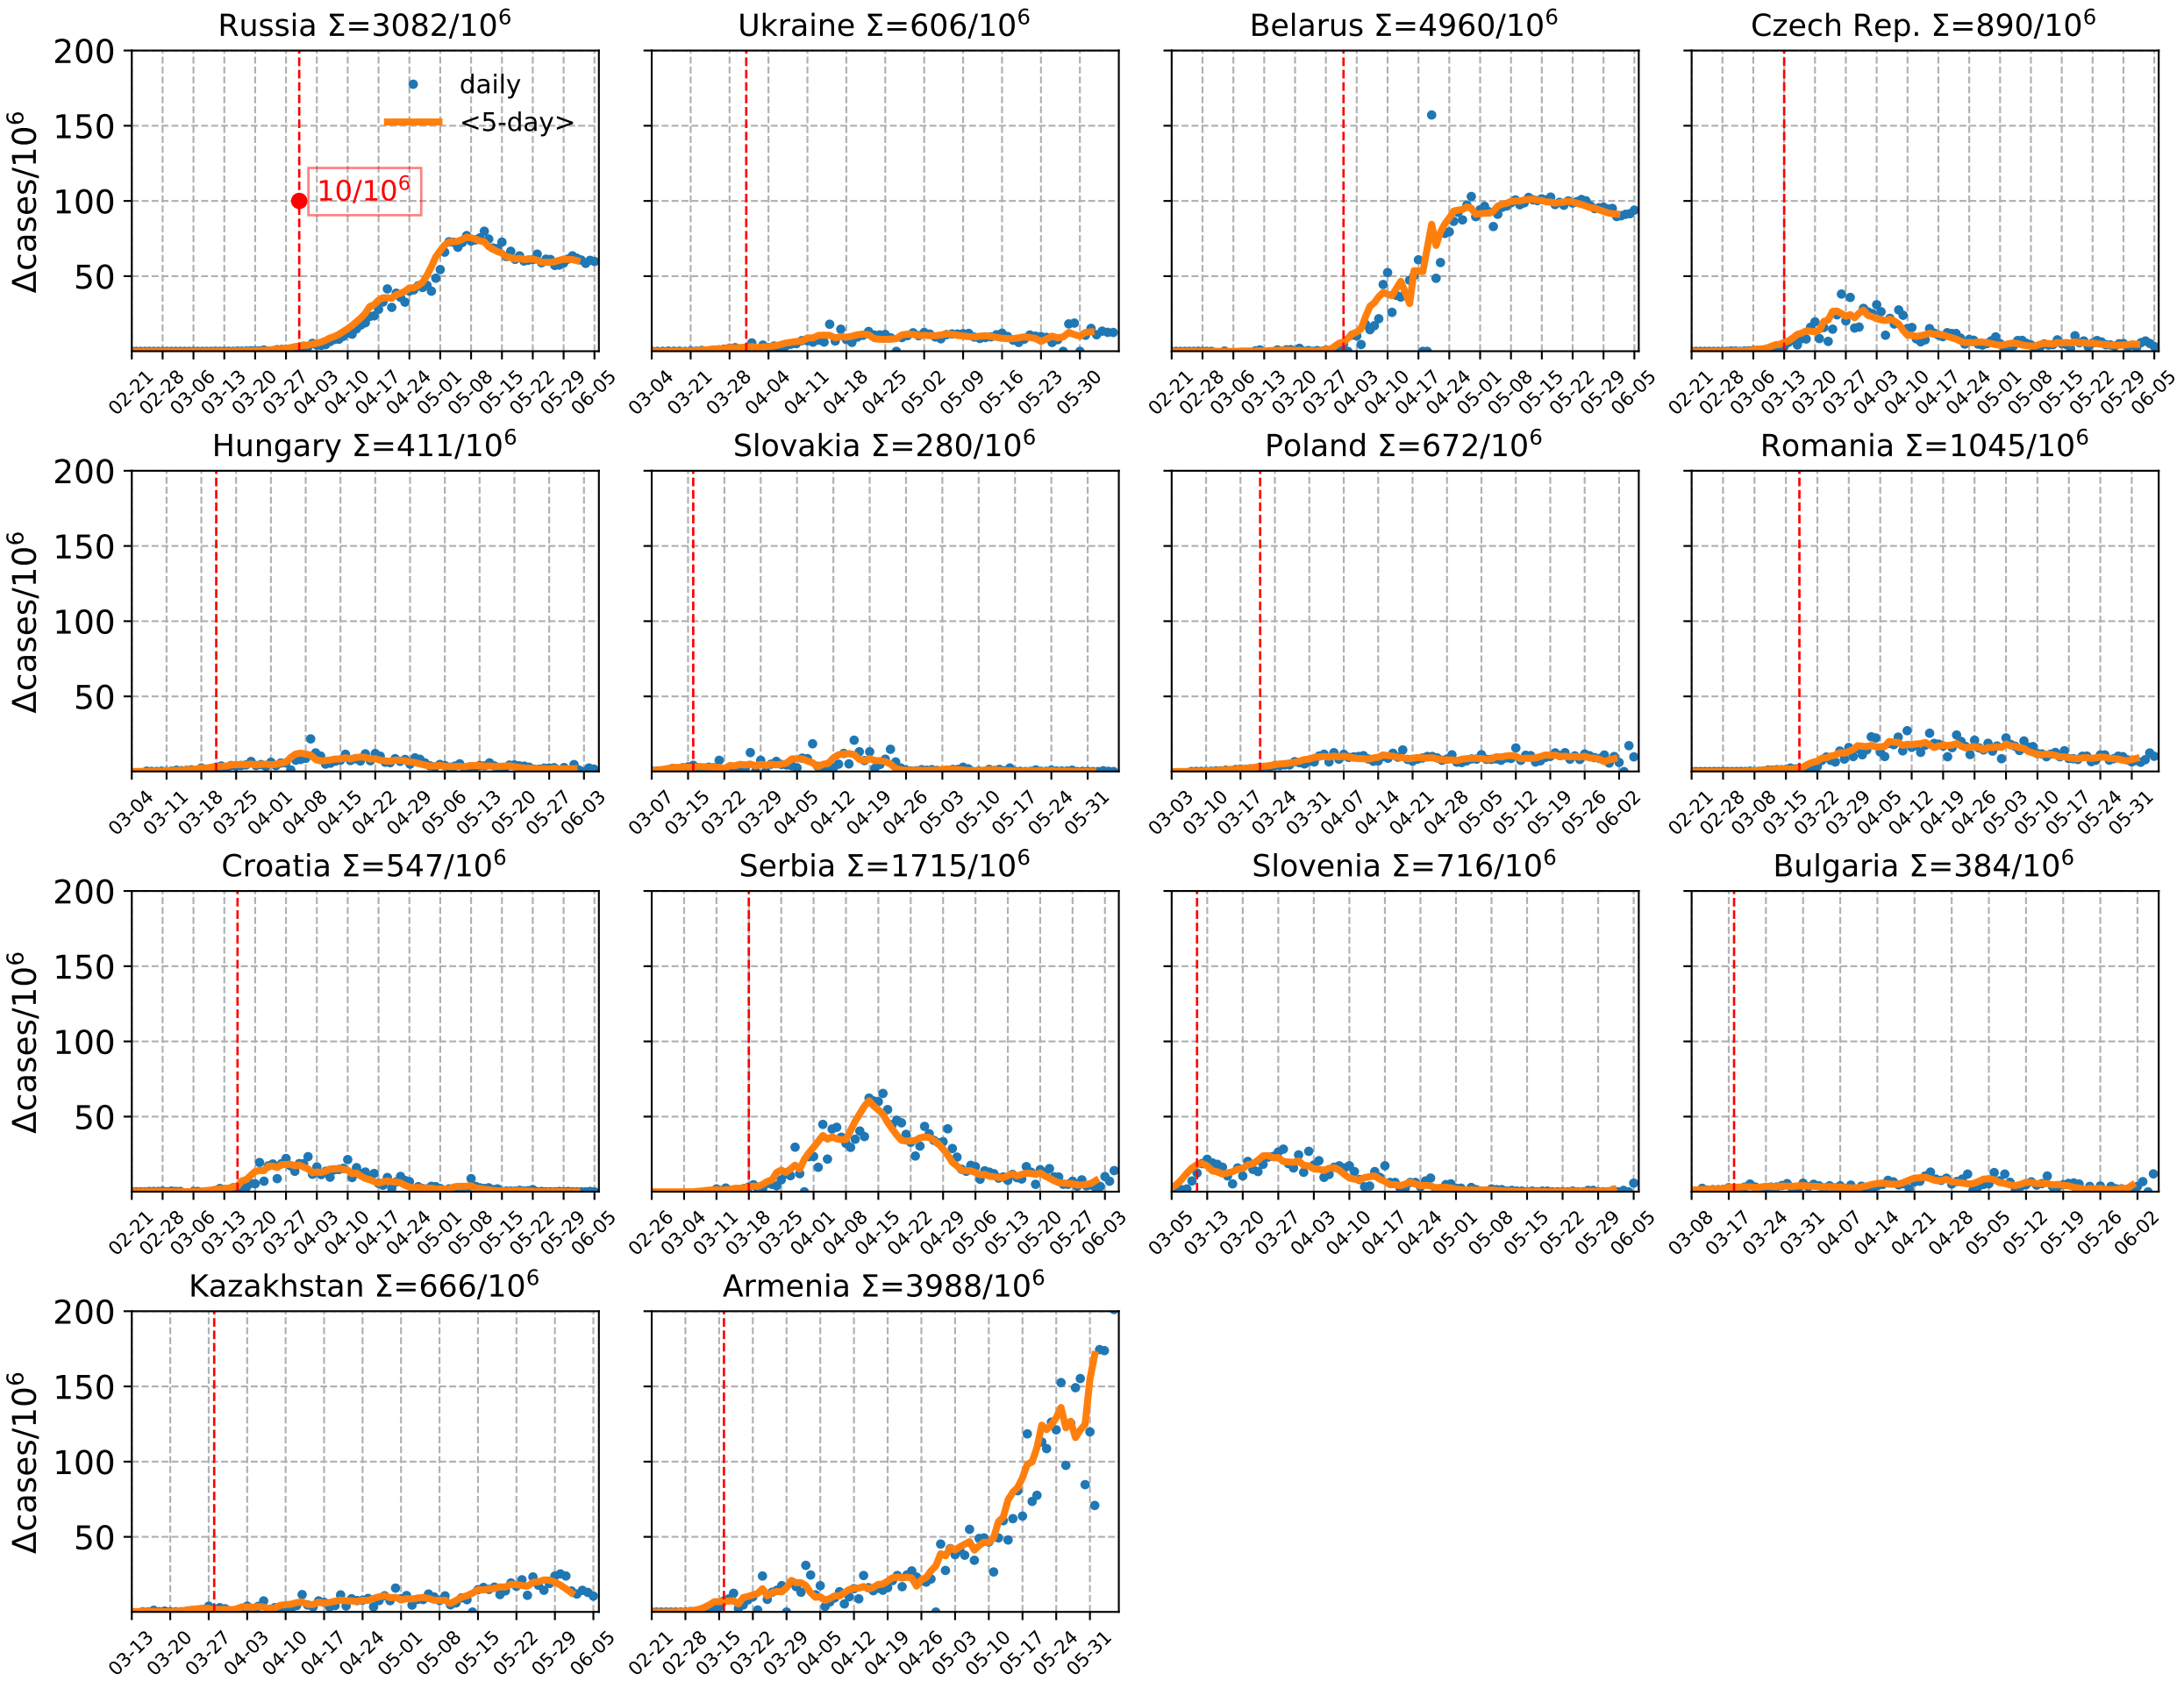 Russia Σ=3082/10⁶
Ukraine Σ=606/10⁶
Belarus Σ=4960/10⁶
Czech Rep. Σ=890/10⁶
Δcases/10⁶
200
150
100
50
daily
<5-day>
10/10⁶
02-21 02-28 03-06 03-13 03-20 03-27 04-03 04-10 04-17 04-24 05-01 05-08 05-15 05-22 05-29 06-05
03-04 03-21 03-28 04-04 04-11 04-18 04-25 05-02 05-09 05-16 05-23 05-30
02-21 02-28 03-06 03-13 03-20 03-27 04-03 04-10 04-17 04-24 05-01 05-08 05-15 05-22 05-29 06-05
02-21 02-28 03-06 03-13 03-20 03-27 04-03 04-10 04-17 04-24 05-01 05-08 05-15 05-22 05-29 06-05
Hungary Σ=411/10⁶
Slovakia Σ=280/10⁶
Poland Σ=672/10⁶
Romania Σ=1045/10⁶
Δcases/10⁶
200
150
100
50
03-04 03-11 03-18 03-25 04-01 04-08 04-15 04-22 04-29 05-06 05-13 05-20 05-27 06-03
03-07 03-15 03-22 03-29 04-05 04-12 04-19 04-26 05-03 05-10 05-17 05-24 05-31
03-03 03-10 03-17 03-24 03-31 04-07 04-14 04-21 04-28 05-05 05-12 05-19 05-26 06-02
02-21 02-28 03-08 03-15 03-22 03-29 04-05 04-12 04-19 04-26 05-03 05-10 05-17 05-24 05-31
Croatia Σ=547/10⁶
Serbia Σ=1715/10⁶
Slovenia Σ=716/10⁶
Bulgaria Σ=384/10⁶
Δcases/10⁶
200
150
100
50
02-21 02-28 03-06 03-13 03-20 03-27 04-03 04-10 04-17 04-24 05-01 05-08 05-15 05-22 05-29 06-05
02-26 03-04 03-11 03-18 03-25 04-01 04-08 04-15 04-22 04-29 05-06 05-13 05-20 05-27 06-03
03-05 03-13 03-20 03-27 04-03 04-10 04-17 04-24 05-01 05-08 05-15 05-22 05-29 06-05
03-08 03-17 03-24 03-31 04-07 04-14 04-21 04-28 05-05 05-12 05-19 05-26 06-02
Kazakhstan Σ=666/10⁶
Armenia Σ=3988/10⁶
Δcases/10⁶
200
150
100
50
03-13 03-20 03-27 04-03 04-10 04-17 04-24 05-01 05-08 05-15 05-22 05-29 06-05
02-21 02-28 03-15 03-22 03-29 04-05 04-12 04-19 04-26 05-03 05-10 05-17 05-24 05-31